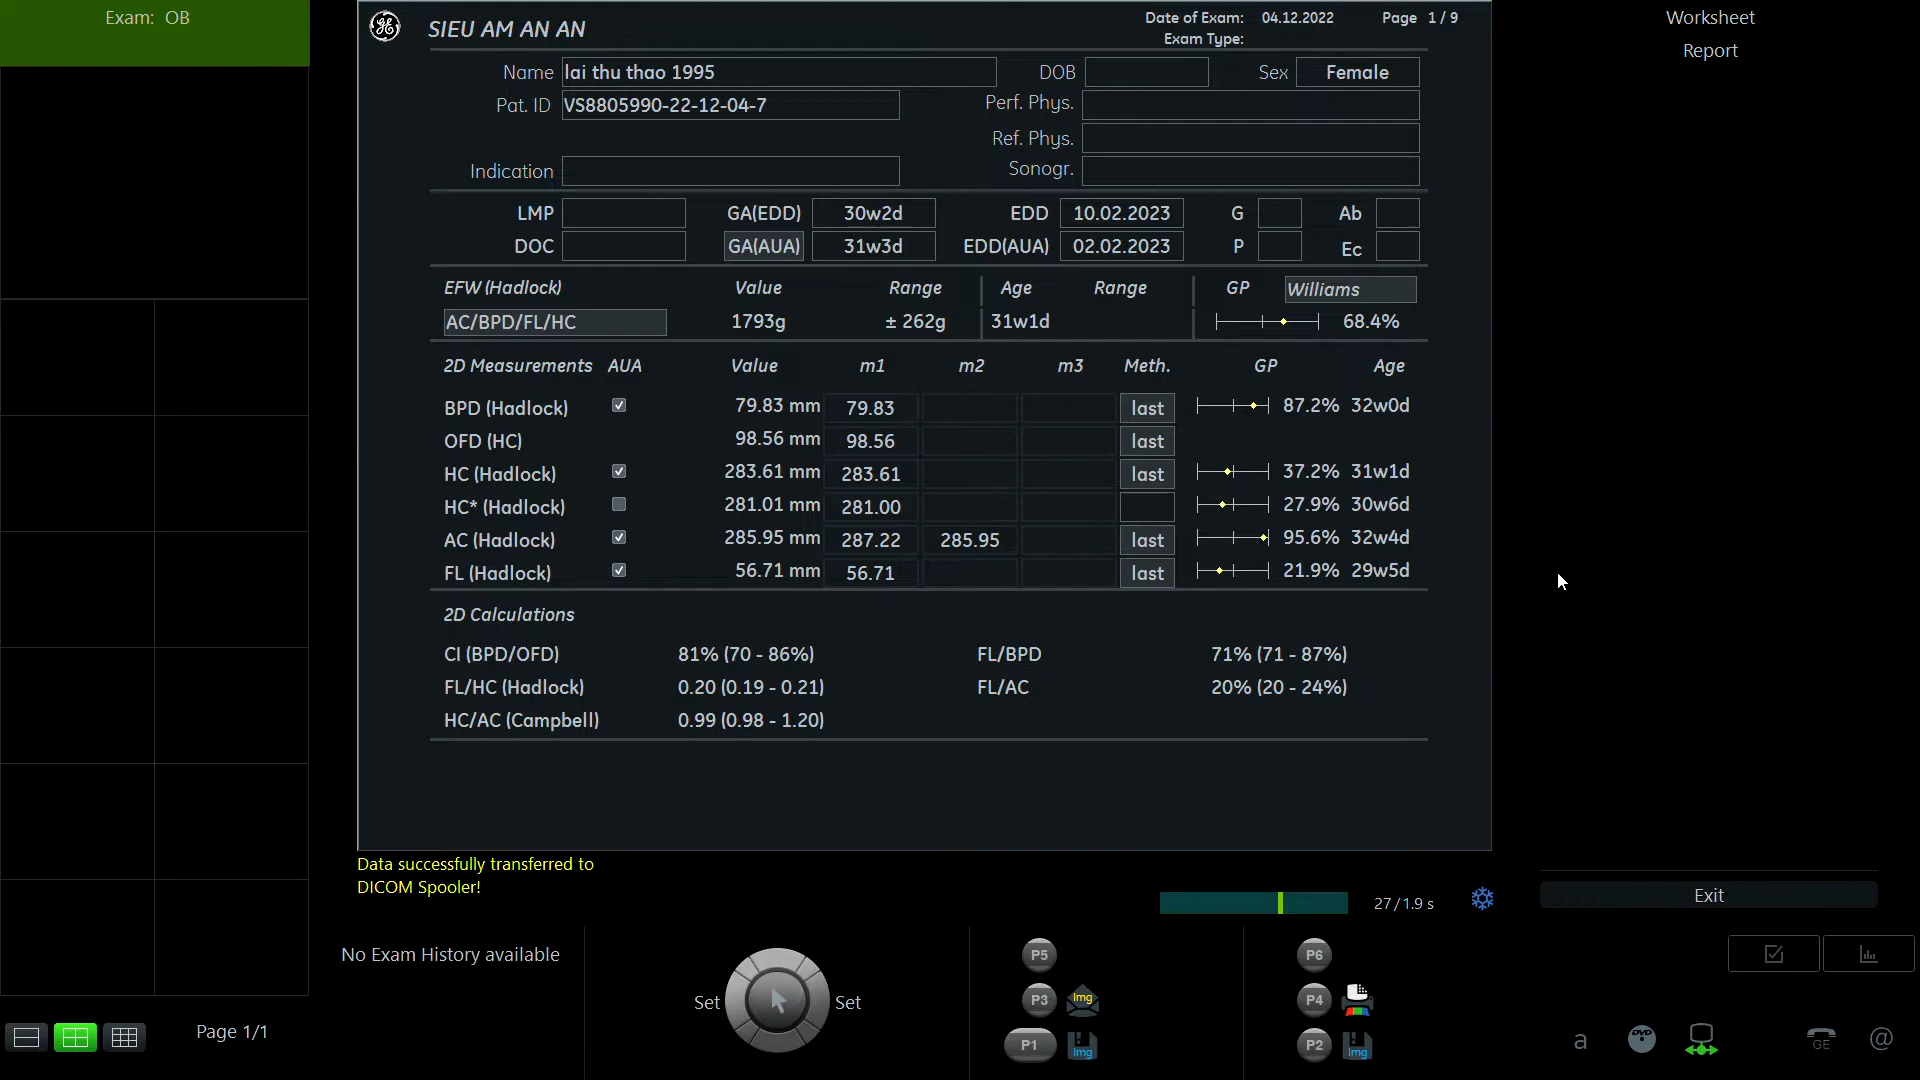 Exam: OB
SIEU AM AN AN
Date of Exam: 04.12.2022 Page 1 / 9
Exam Type:
Worksheet
Report
Name lai thu thao 1995 DOB Sex Female
Pat. ID VS8805990-22-12-04-7 Perf. Phys.
Ref. Phys.
Indication Sonogr.
LMP GA(EDD) 30w2d EDD 10.02.2023 G Ab
DOC GA(AUA) 31w3d EDD(AUA) 02.02.2023 P Ec
EFW (Hadlock) Value Range Age Range GP Williams
AC/BPD/FL/HC 1793g ± 262g 31w1d 68.4%
2D Measurements AUA Value m1 m2 m3 Meth. GP Age
BPD (Hadlock) 79.83 mm 79.83 last 87.2% 32w0d
OFD (HC) 98.56 mm 98.56 last
HC (Hadlock) 283.61 mm 283.61 last 37.2% 31w1d
HC* (Hadlock) 281.01 mm 281.00 27.9% 30w6d
AC (Hadlock) 285.95 mm 287.22 285.95 last 95.6% 32w4d
FL (Hadlock) 56.71 mm 56.71 last 21.9% 29w5d
2D Calculations
CI (BPD/OFD) 81% (70 - 86%) FL/BPD 71% (71 - 87%)
FL/HC (Hadlock) 0.20 (0.19 - 0.21) FL/AC 20% (20 - 24%)
HC/AC (Campbell) 0.99 (0.98 - 1.20)
Data successfully transferred to
DICOM Spooler!
27 / 1.9 s
Exit
No Exam History available
Set Set
P5 P6
P3 Img P4
P1 Img P2 Img
Page 1/1
a DVD GE @